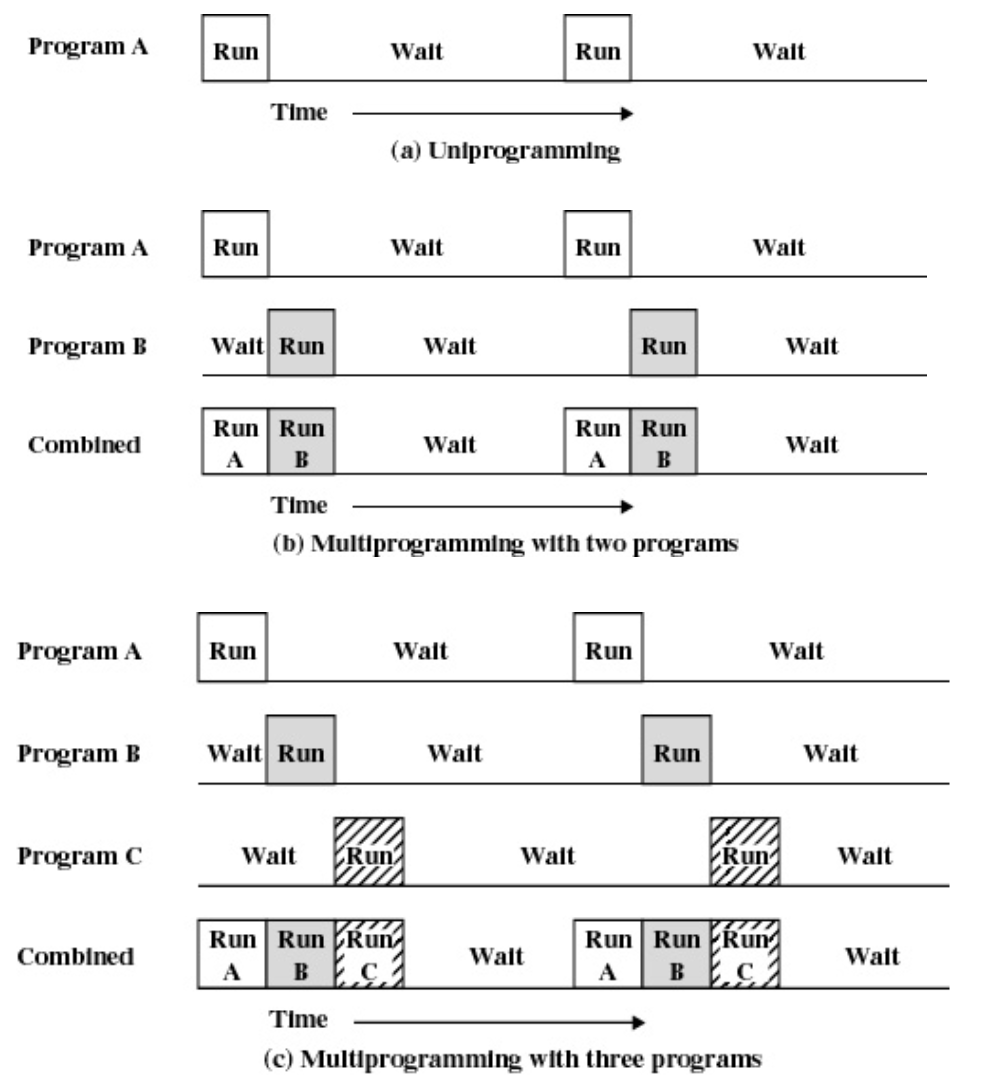 Program A Run Wait Run Wait
Time
(a) Uniprogramming
Program A Run Wait Run Wait
Program B Wait Run Wait Run Wait
Combined Run A Run B Wait Run A Run B Wait
Time
(b) Multiprogramming with two programs
Program A Run Wait Run Wait
Program B Wait Run Wait Run Wait
Program C Wait Run Wait Run Wait
Combined Run A Run B Run C Wait Run A Run B Run C Wait
Time
(c) Multiprogramming with three programs